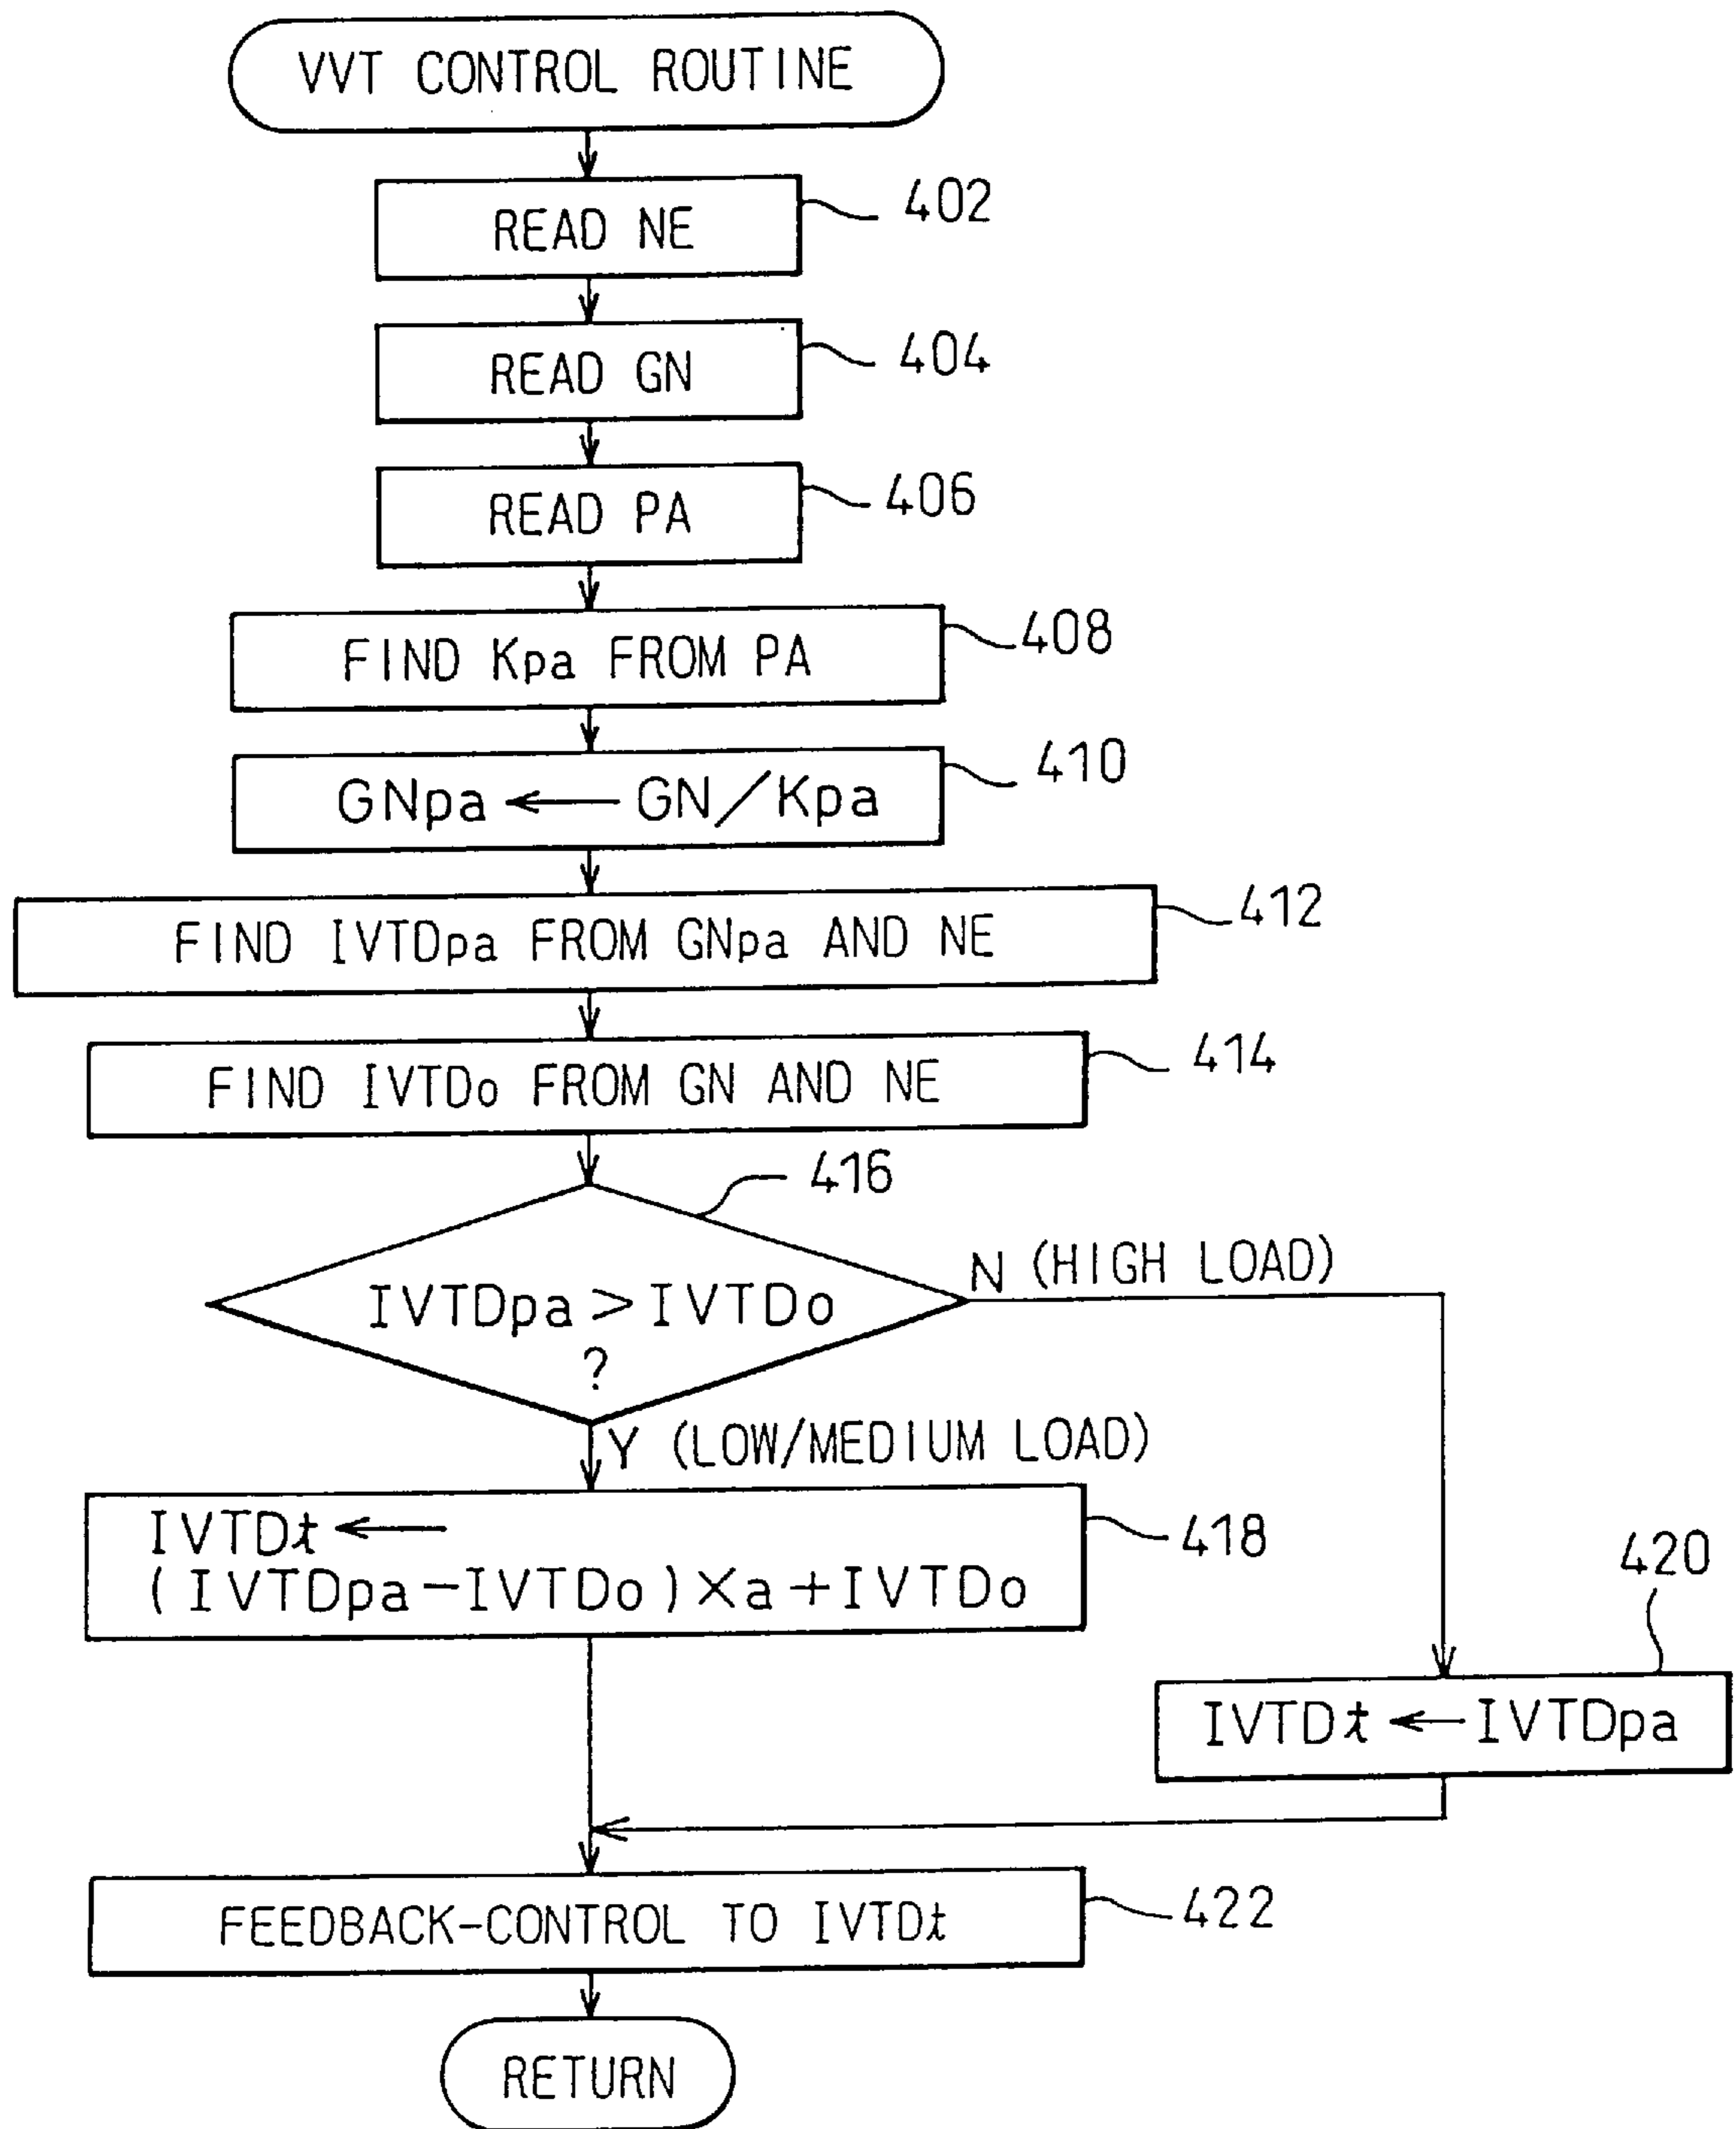 VVT CONTROL ROUTINE
READ NE
402
READ GN
404
READ PA
406
FIND Kpa FROM PA
408
GNpa ← GN/Kpa
410
FIND IVTDpa FROM GNpa AND NE
412
FIND IVTDo FROM GN AND NE
414
416
IVTDpa > IVTDo
?
N (HIGH LOAD)
Y (LOW/MEDIUM LOAD)
IVTDt ←
(IVTDpa-IVTDo)×a+IVTDo
418
420
IVTDt ← IVTDpa
FEEDBACK-CONTROL TO IVTDt
422
RETURN